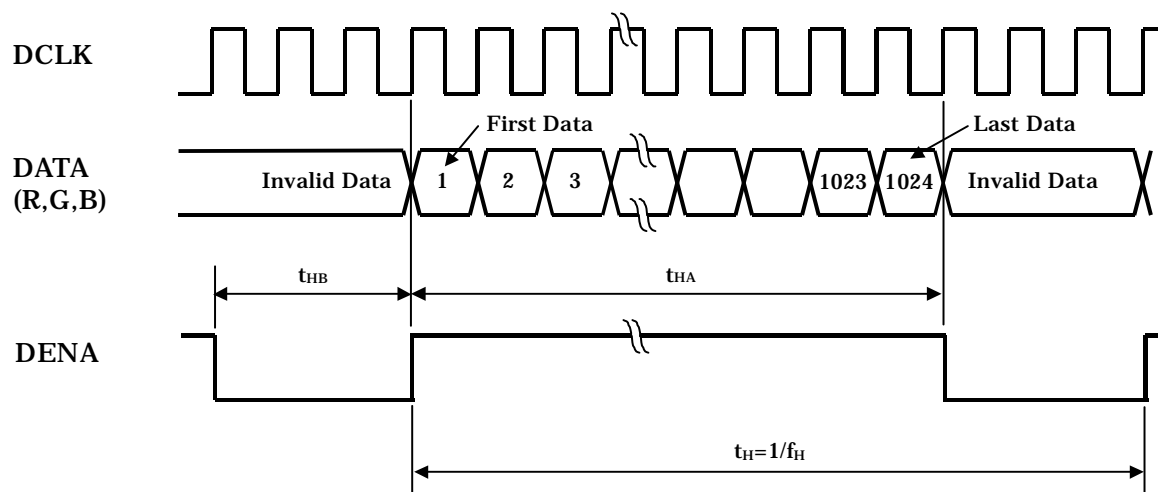 DCLK
First Data
Last Data
DATA
(R,G,B)
Invalid Data
1
2
3
1023
1024
Invalid Data
tHB
tHA
DENA
tH=1/fH